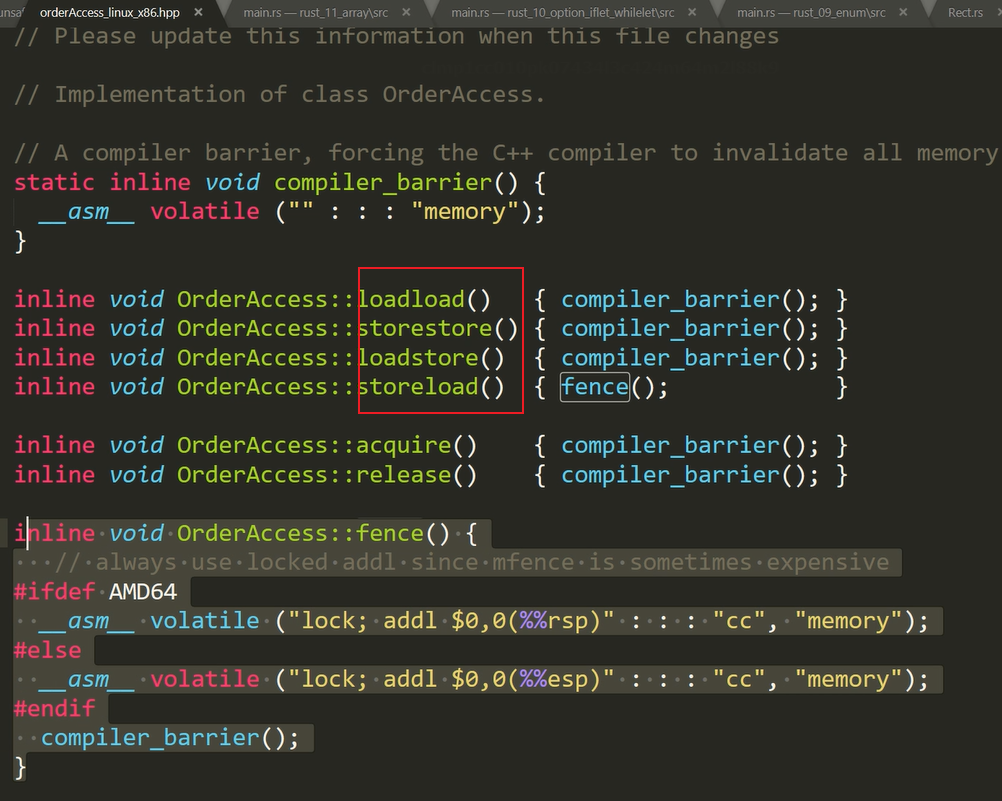 orderAccess_linux_x86.hpp × main.rs — rust_11_array\src × main.rs — rust_10_option_iflet_whilelet\src × main.rs — rust_09_enum\src × Rect.rs
// Please update this information when this file changes
// Implementation of class OrderAccess.
// A compiler barrier, forcing the C++ compiler to invalidate all memory
static inline void compiler_barrier() {
  __asm__ volatile ("" : : : "memory");
}
inline void OrderAccess::loadload()   { compiler_barrier(); }
inline void OrderAccess::storestore() { compiler_barrier(); }
inline void OrderAccess::loadstore()  { compiler_barrier(); }
inline void OrderAccess::storeload()  { fence();            }
inline void OrderAccess::acquire()    { compiler_barrier(); }
inline void OrderAccess::release()    { compiler_barrier(); }
inline void OrderAccess::fence() {
   // always use locked addl since mfence is sometimes expensive
#ifdef AMD64
  __asm__ volatile ("lock; addl $0,0(%%rsp)" : : : "cc", "memory");
#else
  __asm__ volatile ("lock; addl $0,0(%%esp)" : : : "cc", "memory");
#endif
  compiler_barrier();
}